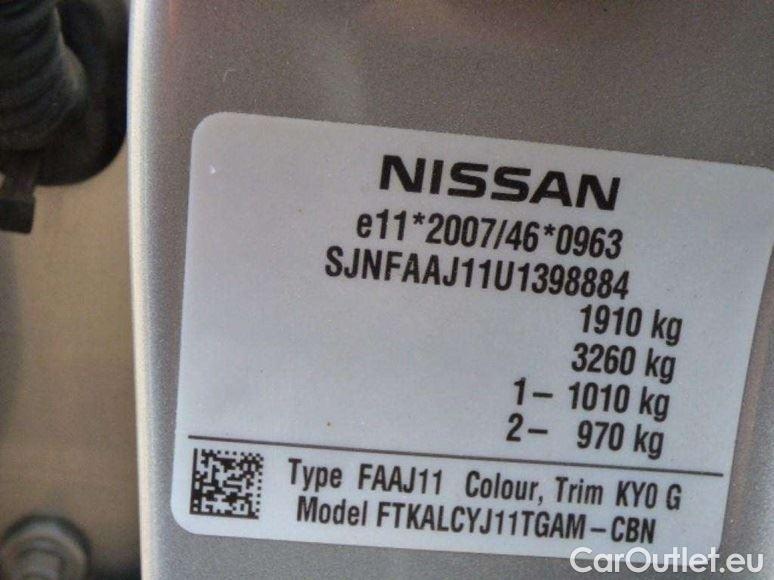 NISSAN
e11*2007/46*0963
SJNFAAJ11U1398884
1910 kg
3260 kg
1– 1010 kg
2– 970 kg
Type FAAJ11 Colour, Trim KY0 G
Model FTKALCYJ11TGAM–CBN
CarOutlet.eu